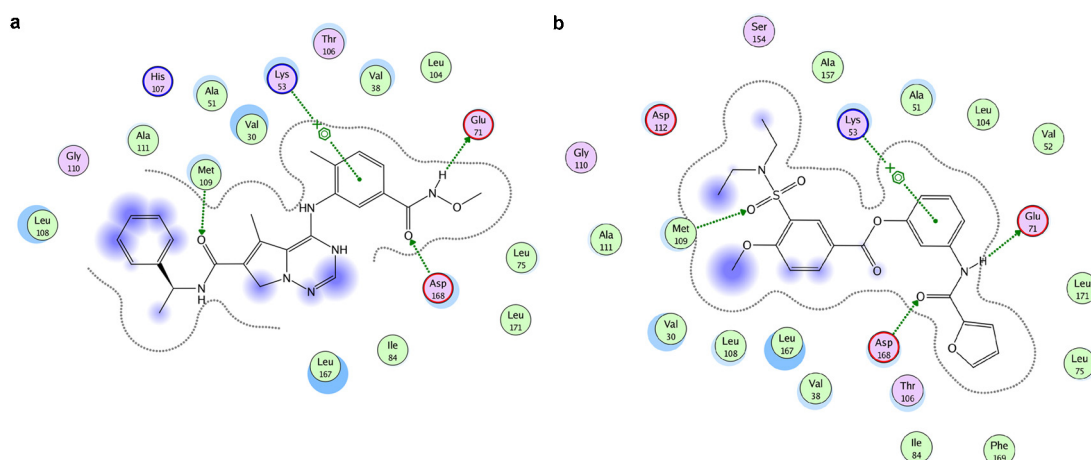 a
Thr
106
Leu
104
Lys
53
Val
38
His
107
Ala
51
Glu
71
Val
30
Ala
111
Gly
110
Met
109
H
N
O
HN
O
Leu
108
O
NH
N
N
N
H
Leu
75
Asp
168
Leu
171
Ile
84
Leu
167
b
Ser
154
Ala
157
Ala
51
Leu
104
Lys
53
Val
52
Asp
112
Gly
110
N
O
S
O
Glu
71
Met
109
O
Ala
111
O
O
N
H
Leu
171
O
Val
30
Leu
108
Leu
167
Asp
168
O
Leu
75
Val
38
Thr
106
Ile
84
Phe
169